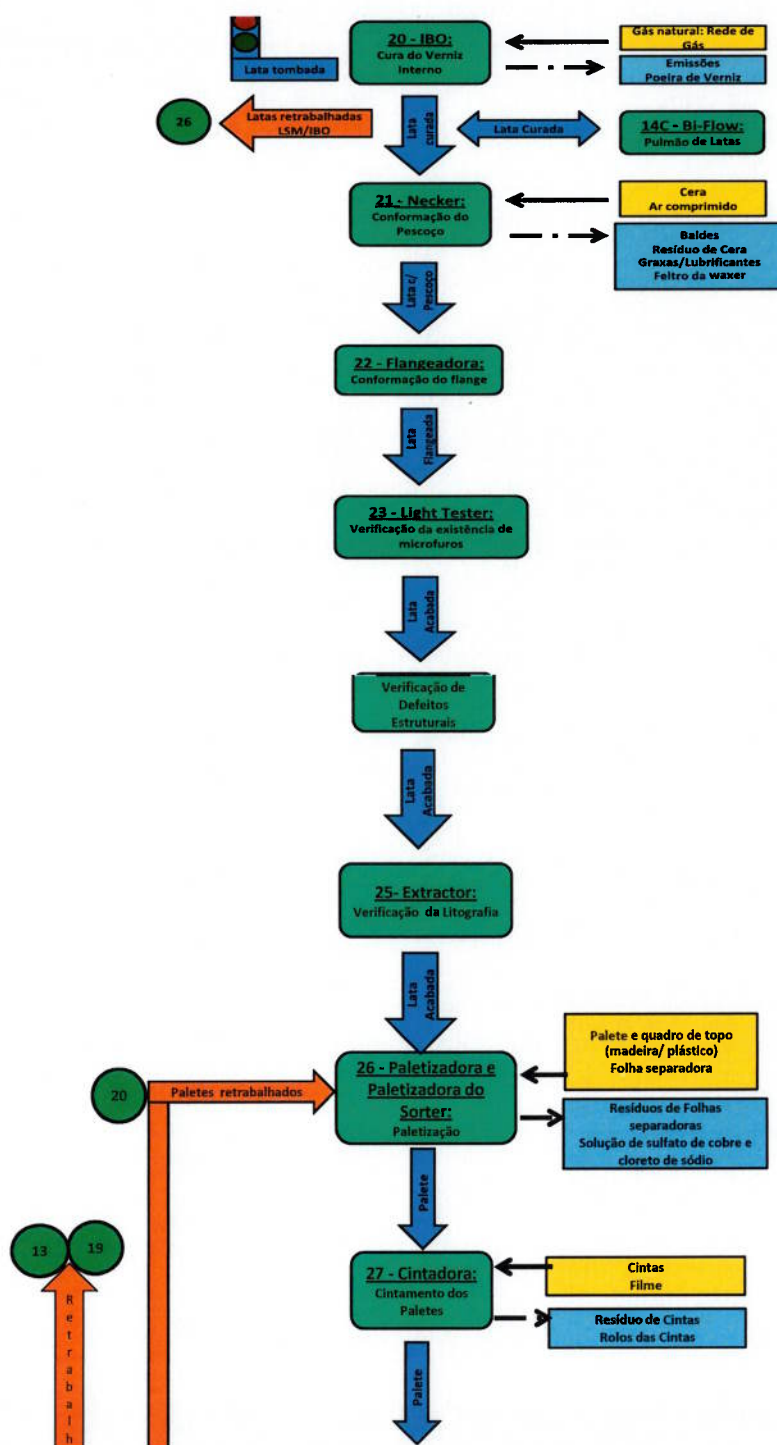 20 - IBO:
Cura do Verniz
Interno
Gás natural: Rede de
Gás
Emissões
Poeira de Verniz
Lata tombada
26
Latas retrabalhadas
LSM/IBO
Lata
curada
Lata Curada
14C - Bi-Flow:
Pulmão de Latas
21 - Necker:
Conformação do
Pescoço
Cera
Ar comprimido
Baldes
Resíduo de Cera
Graxas/Lubrificantes
Feltro da waxer
Lata c/
Pescoço
22 - Flangeadora:
Conformação do flange
Lata
Flangeada
23 - Light Tester:
Verificação da existência de
microfuros
Lata
Acabada
Verificação de
Defeitos
Estruturais
Lata
Acabada
25- Extractor:
Verificação da Litografia
Lata
Acabada
20
Paletes retrabalhados
26 - Paletizadora e
Paletizadora do
Sorter:
Paletização
Palete e quadro de topo
(madeira/ plástico)
Folha separadora
Resíduos de Folhas
separadoras
Solução de sulfato de cobre e
cloreto de sódio
Palete
13
19
27 - Cintadora:
Cintamento dos
Paletes
Cintas
Filme
Resíduo de Cintas
Rolos das Cintas
Retrabalh
Palete